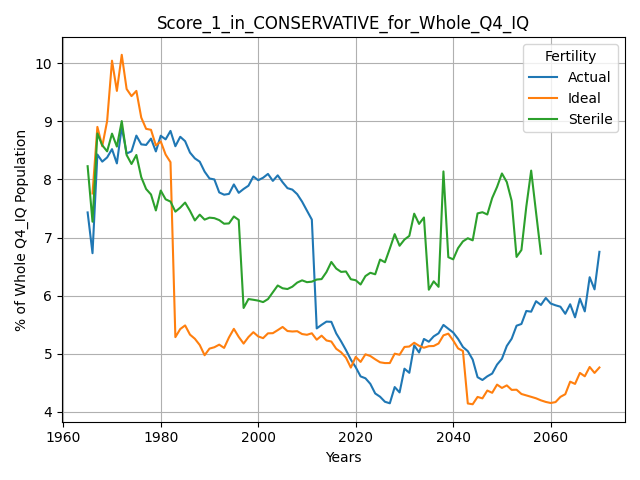 Score_1_in_CONSERVATIVE_for_Whole_Q4_IQ
Fertility
Actual
Ideal
Sterile
% of Whole Q4_IQ Population
10
9
8
7
6
5
4
1960
1980
2000
2020
2040
2060
Years